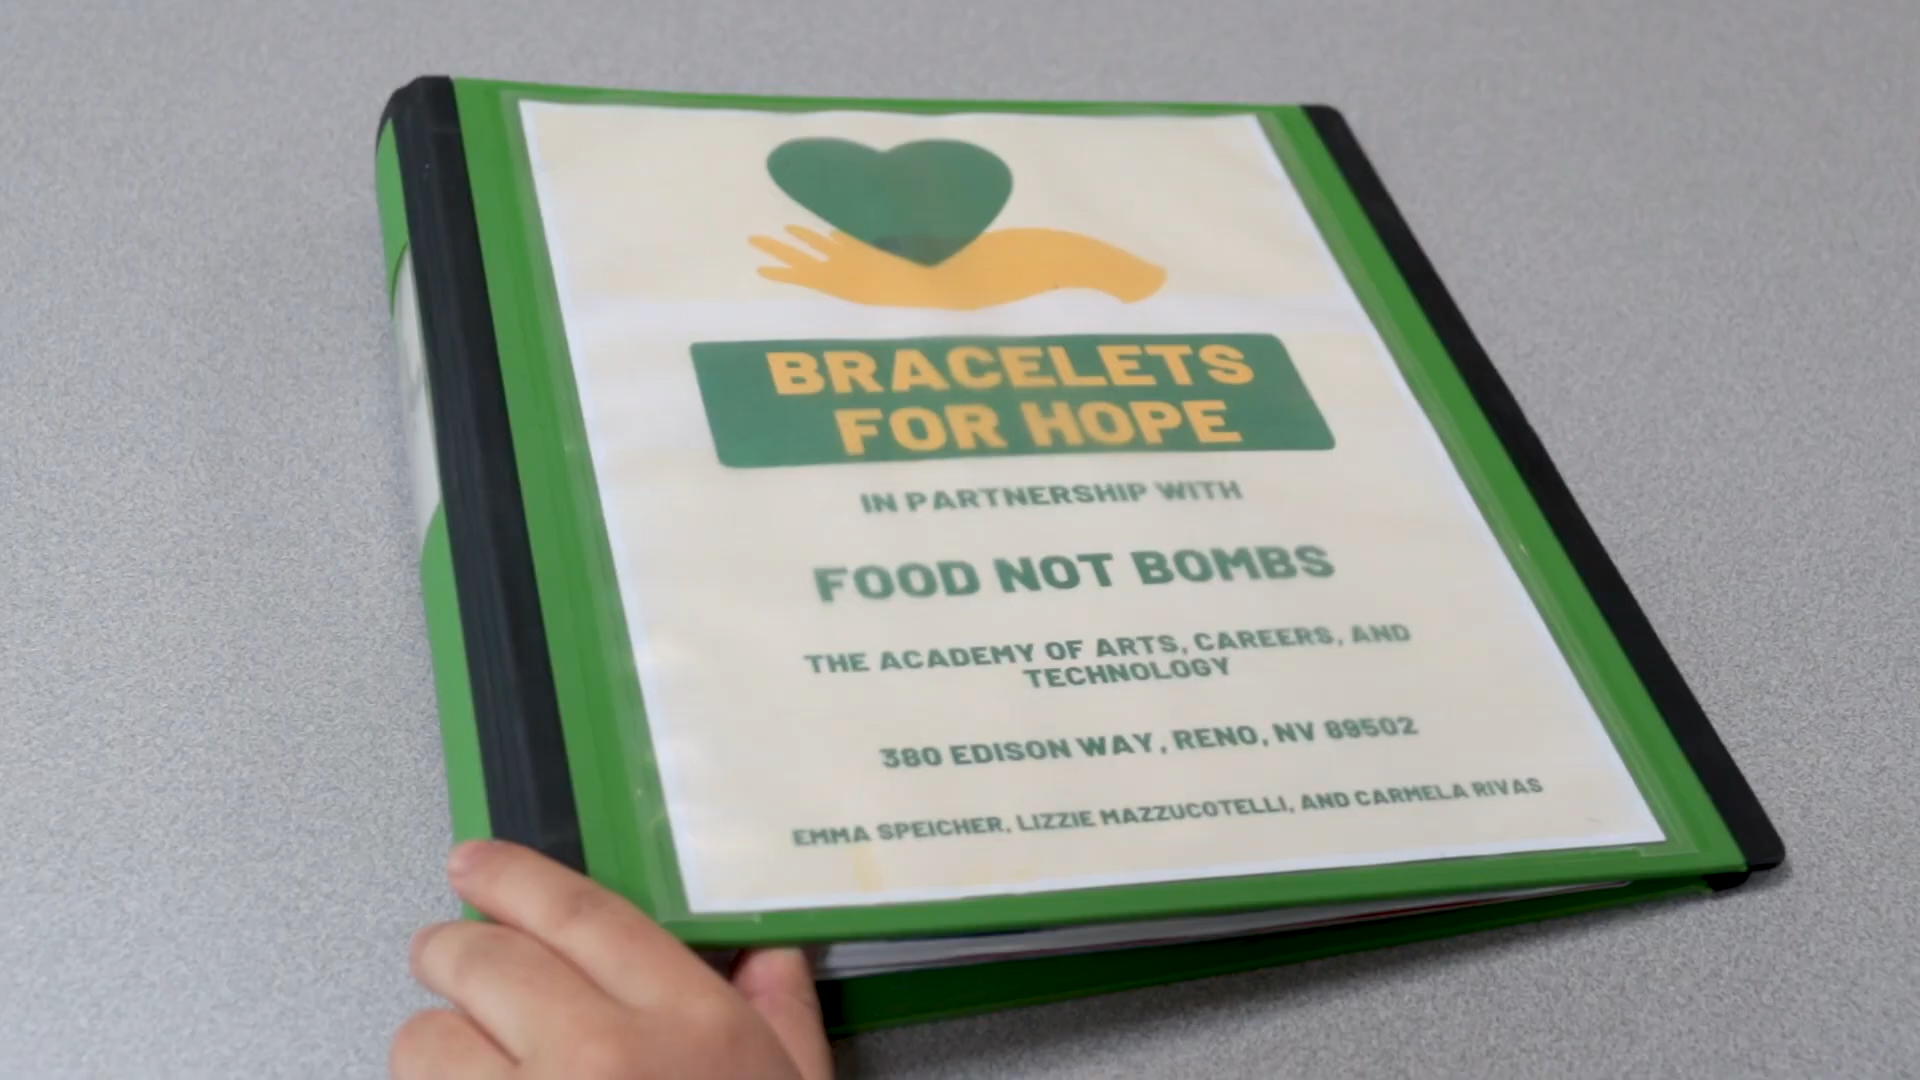 BRACELETS
FOR HOPE
IN PARTNERSHIP WITH
FOOD NOT BOMBS
THE ACADEMY OF ARTS, CAREERS, AND
TECHNOLOGY
380 EDISON WAY, RENO, NV 89502
EMMA SPEICHER, LIZZIE MAZZUCOTELLI, AND CARMELA RIVAS